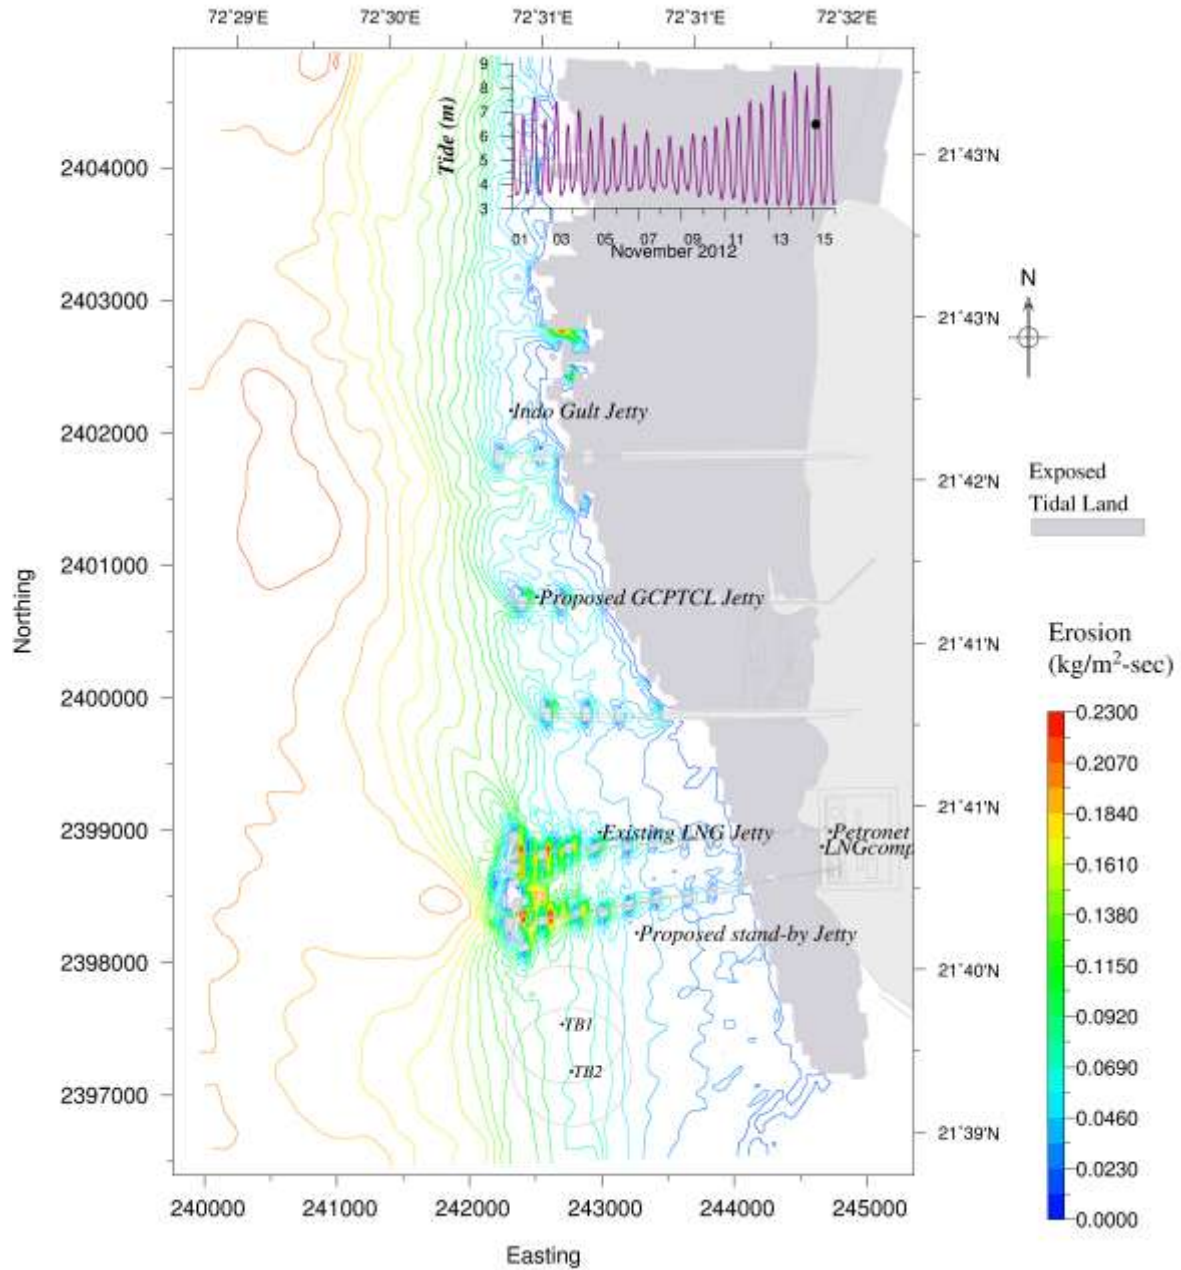 72°29'E 72°30'E 72°31'E 72°31'E 72°32'E
9
8
7
6
5
4
3
Tide (m)
01 03 05 07 09 11 13 15
November 2012
2404000
2403000
2402000
2401000
2400000
2399000
2398000
2397000
Northing
21°43'N
21°43'N
21°42'N
21°41'N
21°41'N
21°40'N
21°39'N
Indo Gult Jetty
Proposed GCPTCL Jetty
Existing LNG Jetty
Petronet
LNGcomp
Proposed stand-by Jetty
TB1
TB2
240000 241000 242000 243000 244000 245000
Easting
N
Exposed
Tidal Land
Erosion
(kg/m²-sec)
0.2300
0.2070
0.1840
0.1610
0.1380
0.1150
0.0920
0.0690
0.0460
0.0230
0.0000